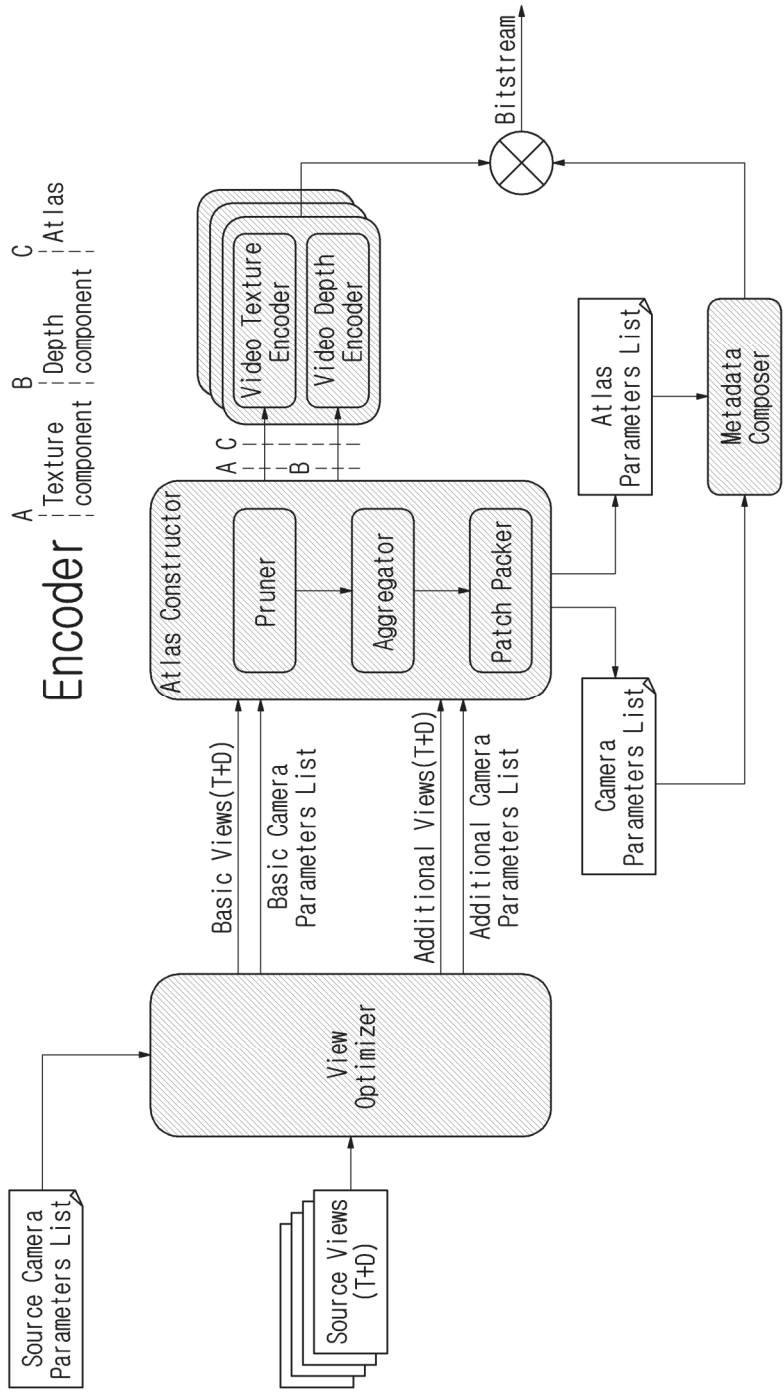 Encoder
A
Texture
component
B
Depth
component
C
Atlas
Source Camera
Parameters List
Source Views
(T+D)
View
Optimizer
Basic Views(T+D)
Basic Camera
Parameters List
Additional Views(T+D)
Additional Camera
Parameters List
Atlas Constructor
Pruner
Aggregator
Patch Packer
A C
B
Video Texture
Encoder
Video Depth
Encoder
Camera
Parameters List
Atlas
Parameters List
Metadata
Composer
Bitstream